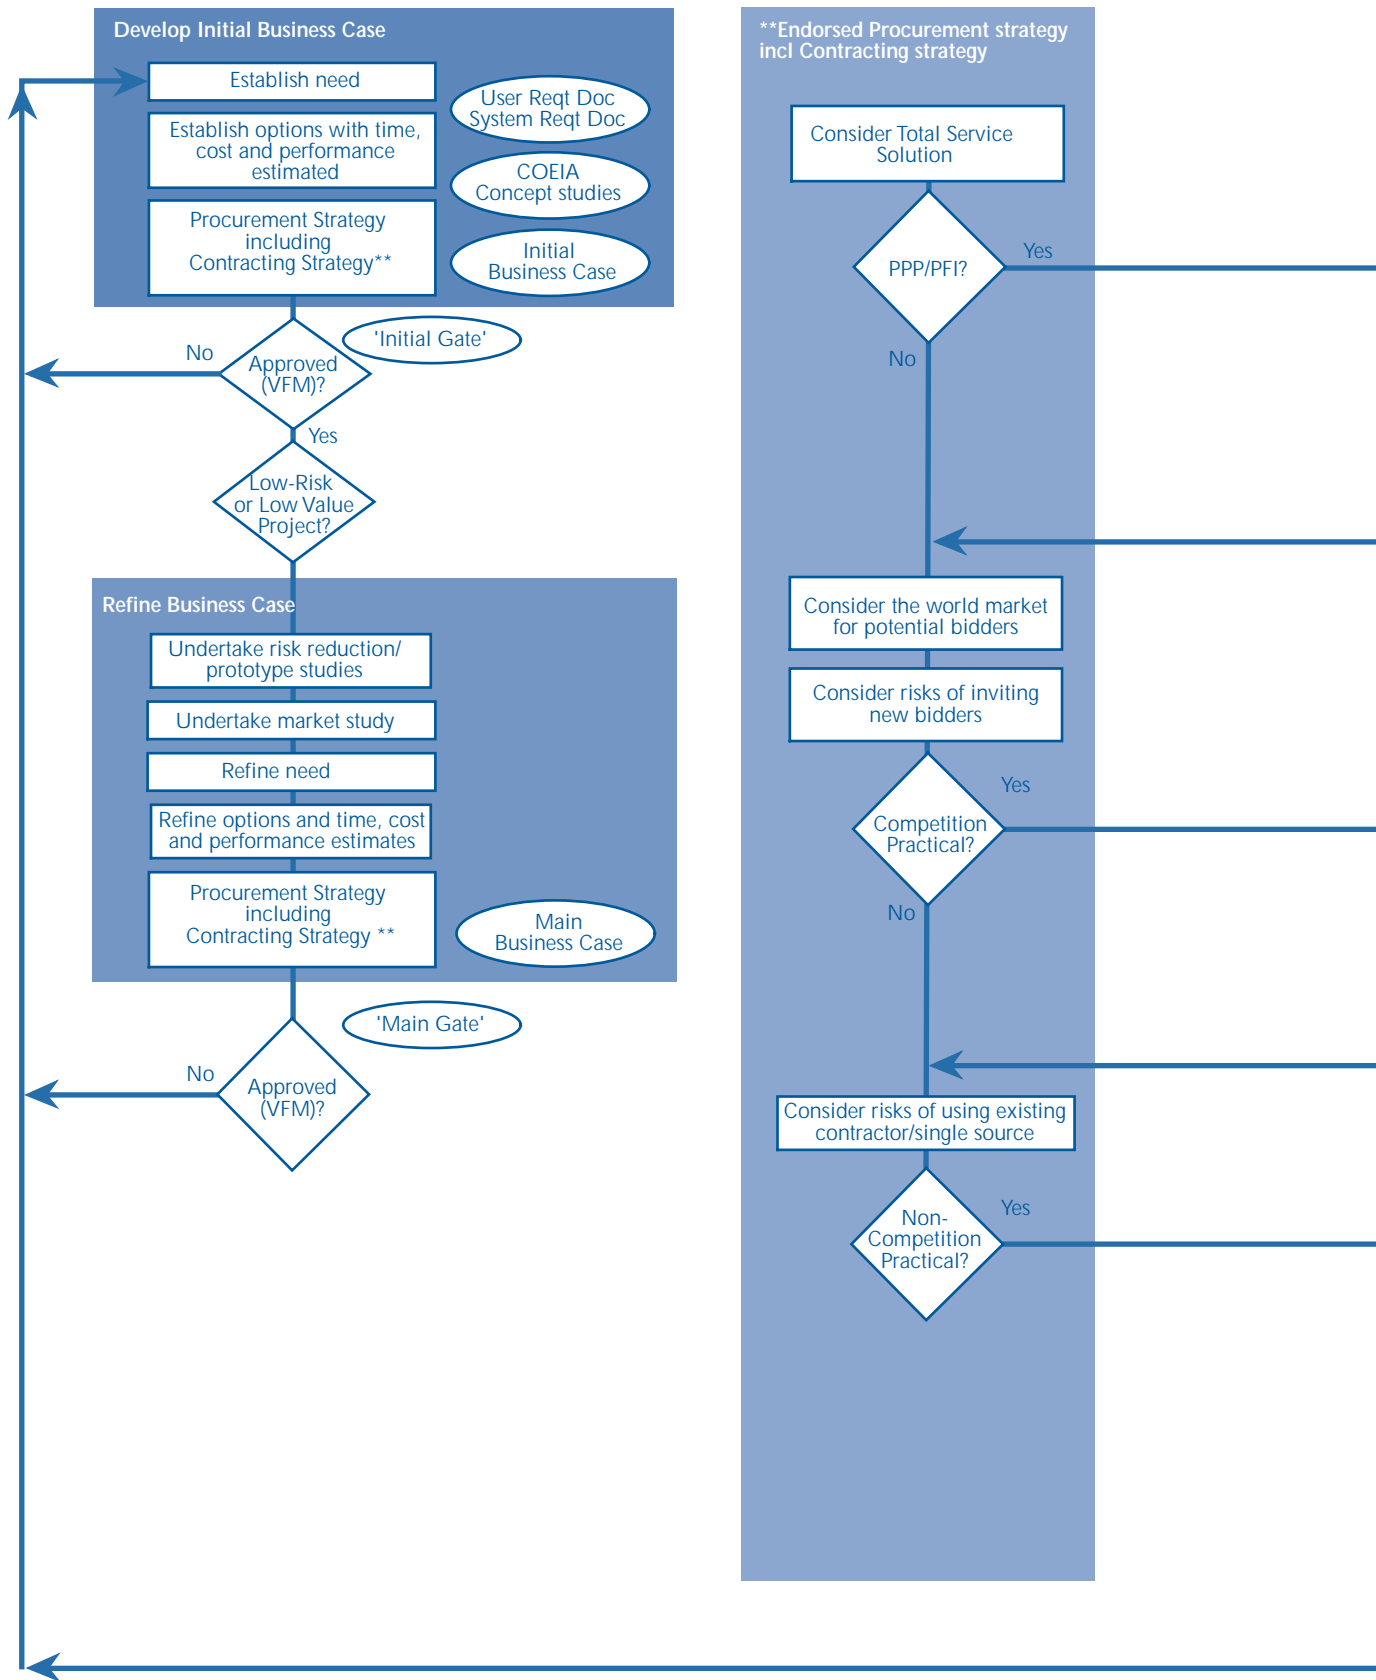 Develop Initial Business Case
Establish need
User Reqt Doc
System Reqt Doc
Establish options with time,
cost and performance
estimated
COEIA
Concept studies
Procurement Strategy
including
Contracting Strategy**
Initial
Business Case
'Initial Gate'
No
Approved
(VFM)?
Yes
Low-Risk
or Low Value
Project?
Refine Business Case
Undertake risk reduction/
prototype studies
Undertake market study
Refine need
Refine options and time, cost
and performance estimates
Procurement Strategy
including
Contracting Strategy **
Main
Business Case
'Main Gate'
No
Approved
(VFM)?
**Endorsed Procurement strategy
incl Contracting strategy
Consider Total Service
Solution
PPP/PFI?
Yes
No
Consider the world market
for potential bidders
Consider risks of inviting
new bidders
Yes
Competition
Practical?
No
Consider risks of using existing
contractor/single source
Yes
Non-
Competition
Practical?